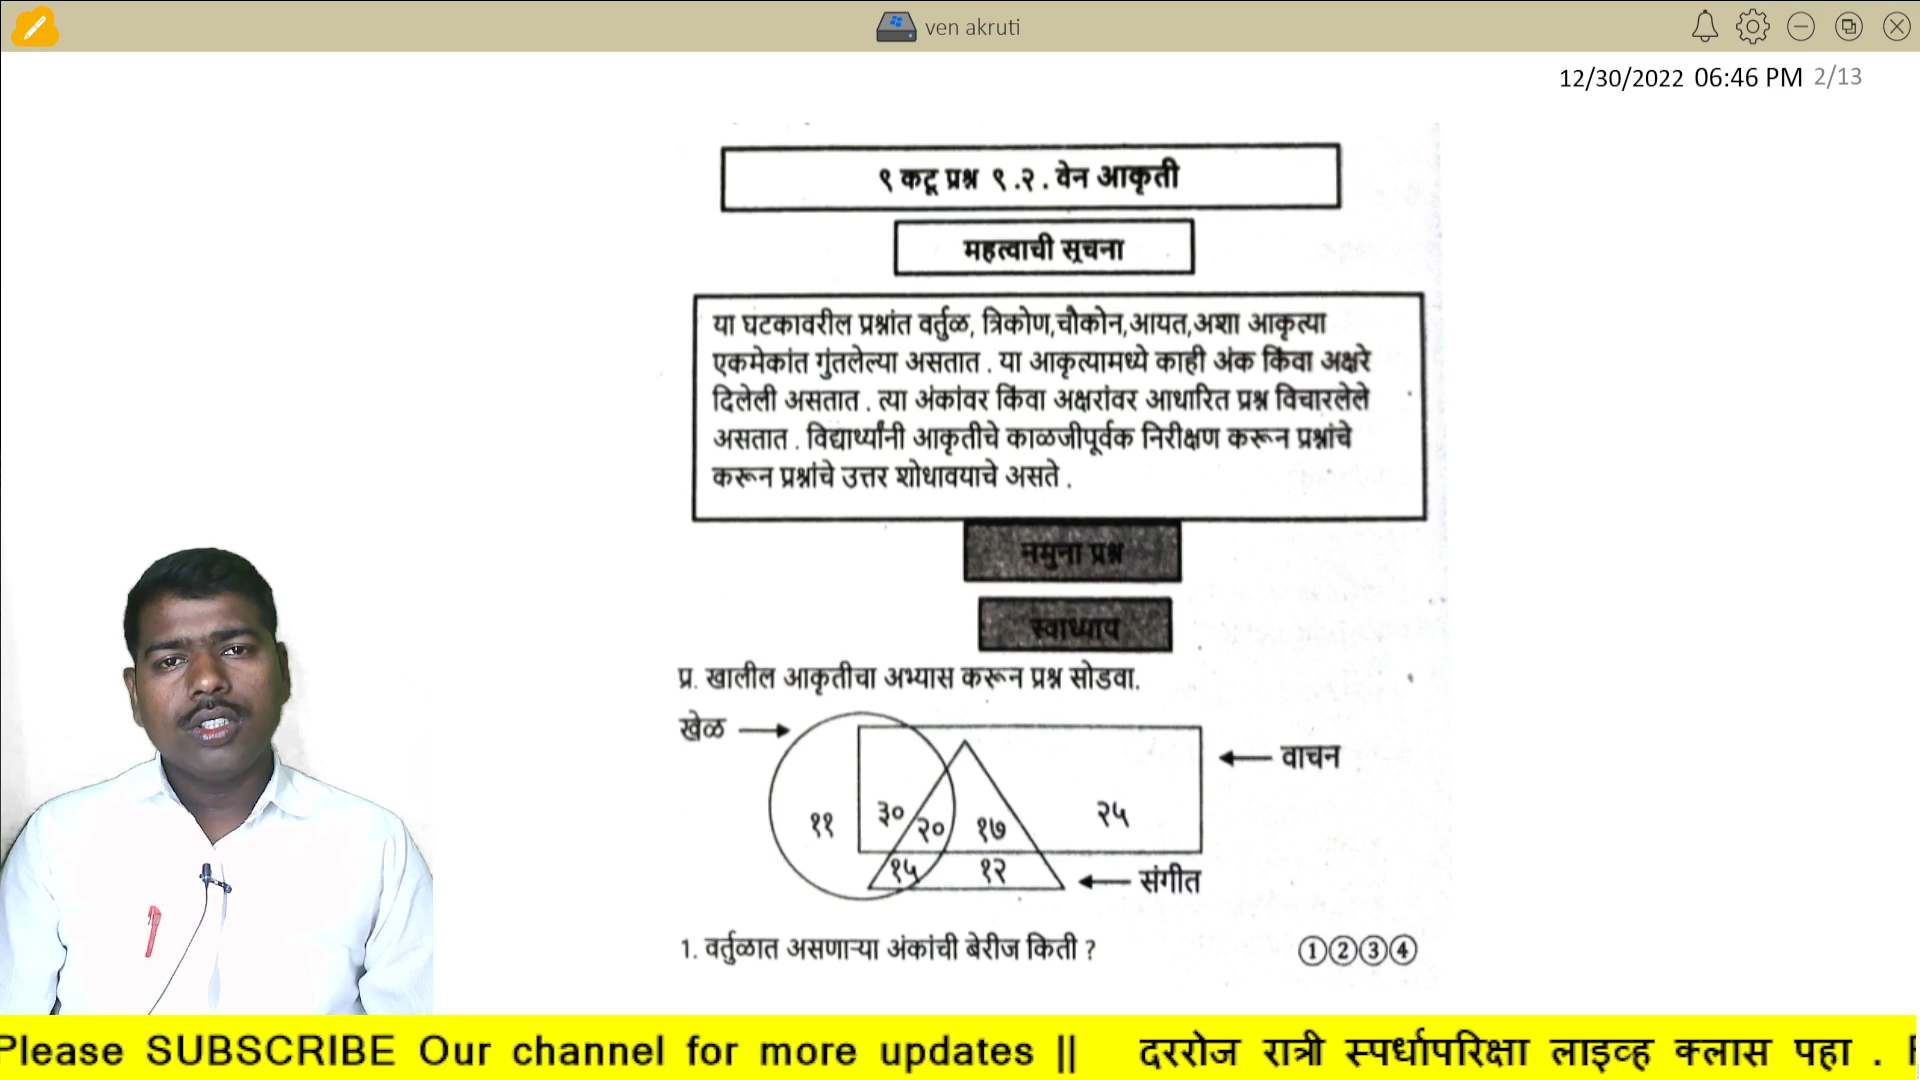 ven akruti
12/30/2022 06:46 PM 2/13
१ कटू प्रश्न १.२. वेन आकृती
महत्वाची सूचना
या घटकावरील प्रश्नांत वर्तुळ, त्रिकोण,चौकोन,आयत,अशा आकृत्या
एकमेकांत गुंतलेल्या असतात. या आकृत्यामध्ये काही अंक किंवा अक्षरे
दिलेली असतात. त्या अंकांवर किंवा अक्षरांवर आधारित प्रश्न विचारलेले
असतात. विद्यार्थ्यांनी आकृतीचे काळजीपूर्वक निरीक्षण करून प्रश्नांचे
करून प्रश्नांचे उत्तर शोधावयाचे असते.
नमुना प्रश्न
स्वाध्याय
प्र. खालील आकृतीचा अभ्यास करून प्रश्न सोडवा.
खेळ
वाचन
११ ३० २० १७ २५
१५ १२
संगीत
1. वर्तुळात असणाऱ्या अंकांची बेरीज किती ? ①②③④
Please SUBSCRIBE Our channel for more updates || दररोज रात्री स्पर्धापरिक्षा लाइव्ह क्लास पहा .